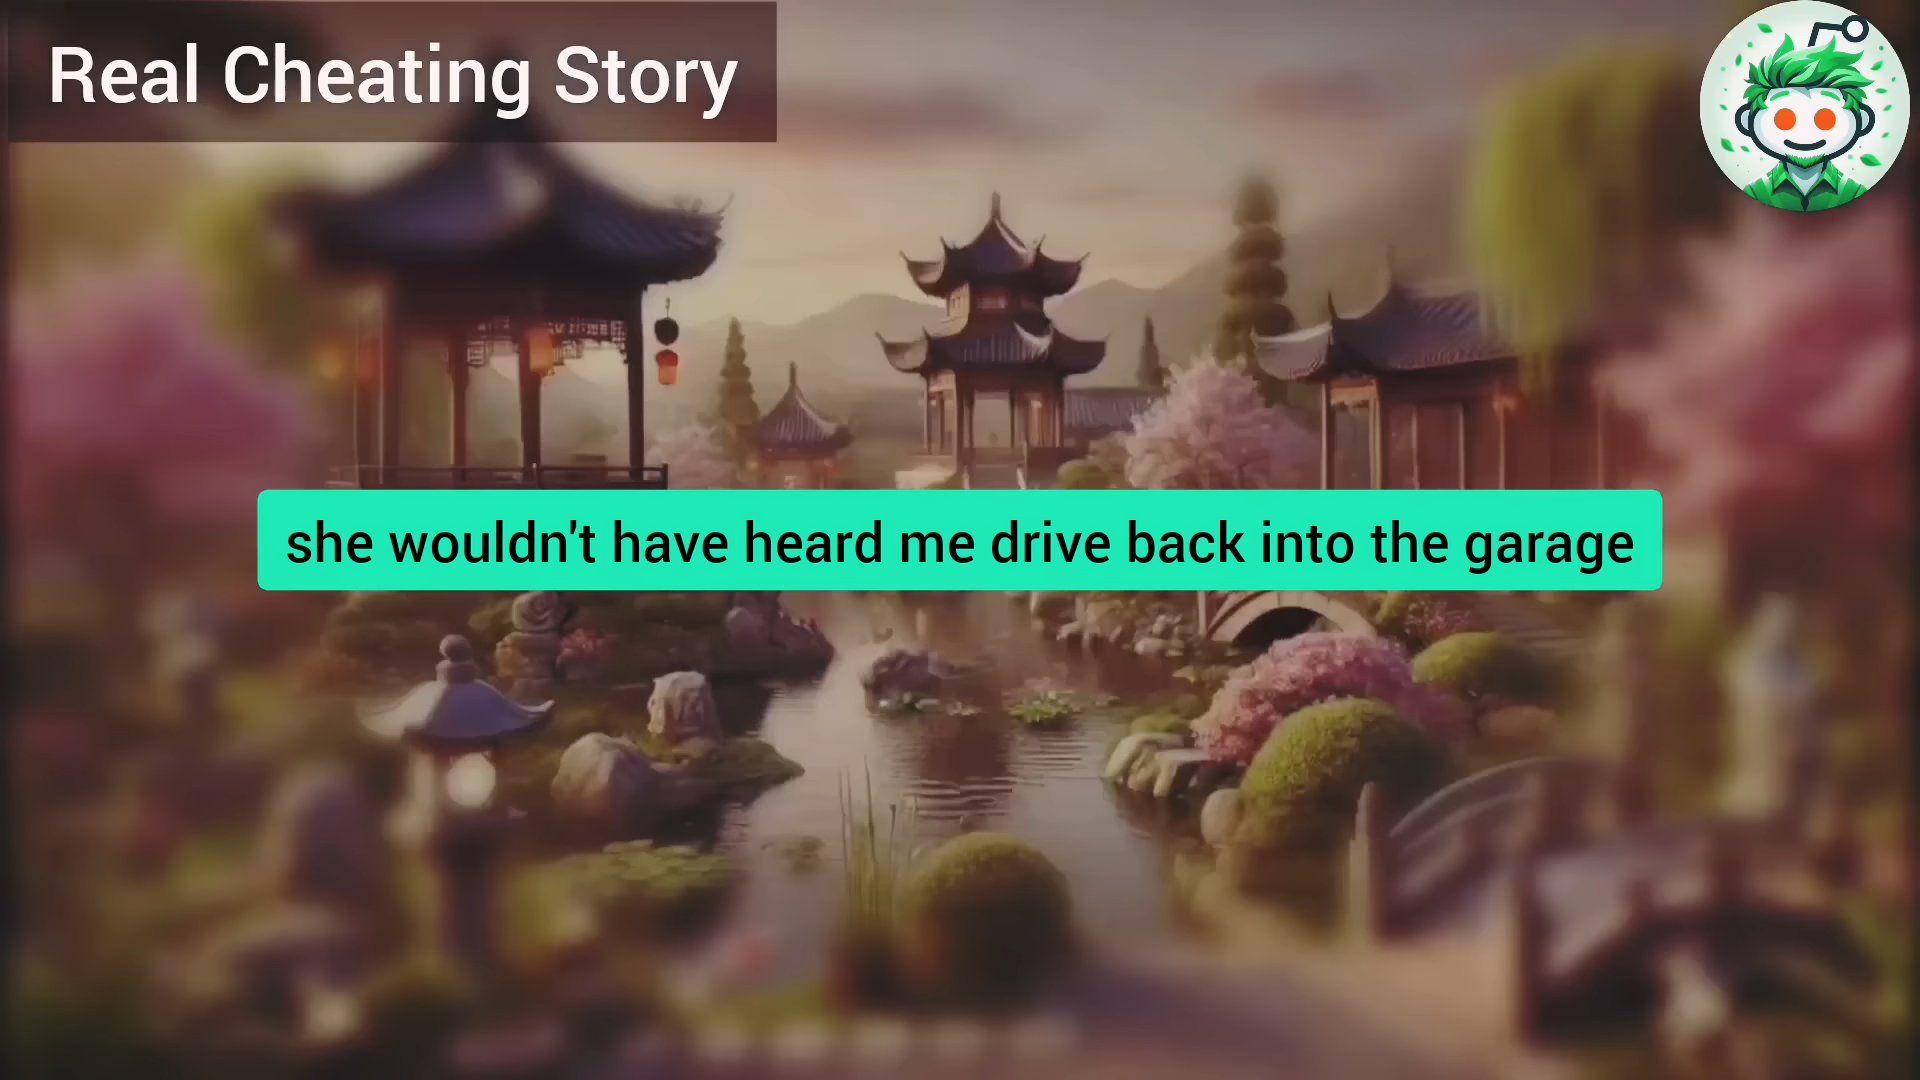 Real Cheating Story
she wouldn't have heard me drive back into the garage